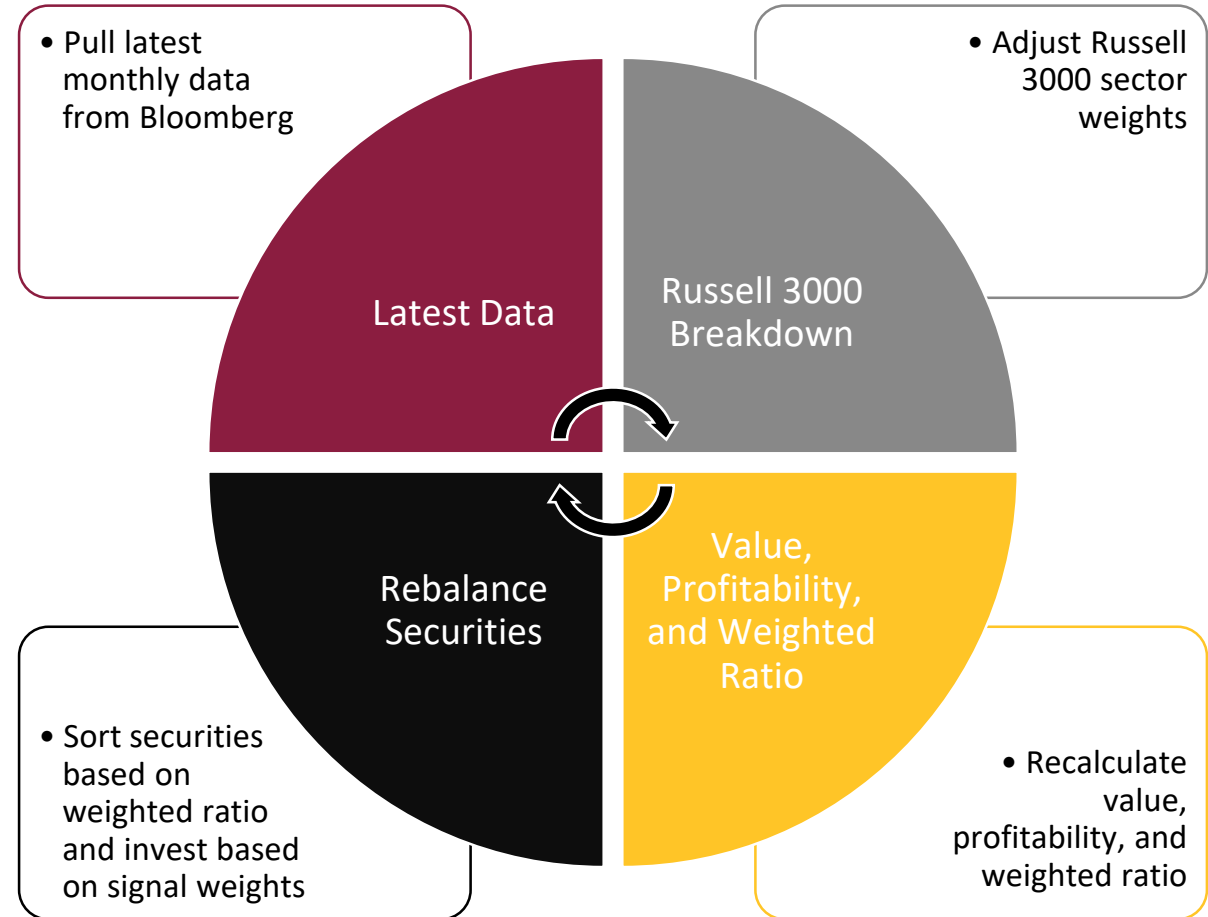 • Pull latest
monthly data
from Bloomberg
• Adjust Russell
3000 sector
weights
Latest Data
Russell 3000
Breakdown
Rebalance
Securities
Value,
Profitability,
and Weighted
Ratio
• Sort securities
based on
weighted ratio
and invest based
on signal weights
• Recalculate
value,
profitability, and
weighted ratio